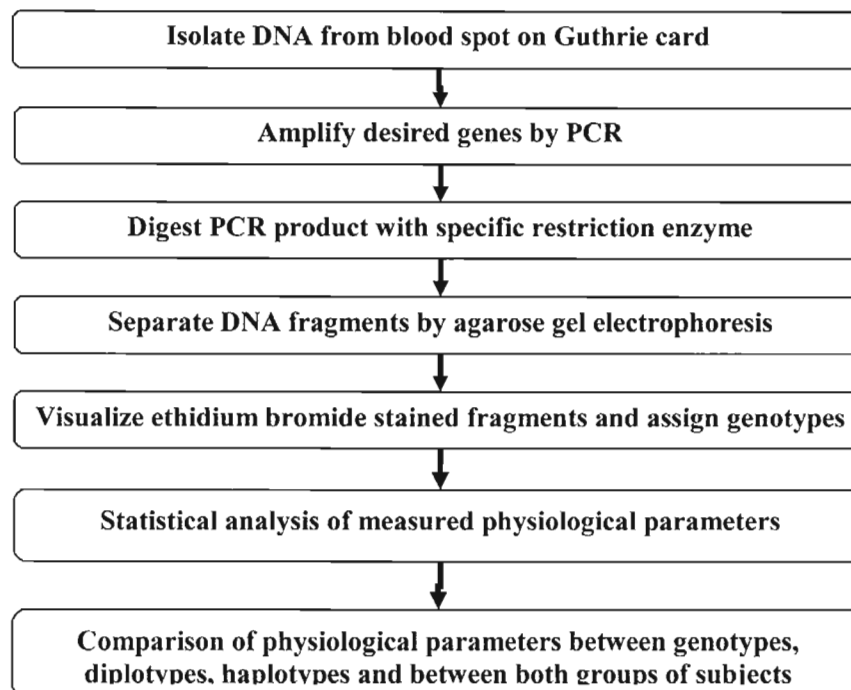 Isolate DNA from blood spot on Guthrie card
Amplify desired genes by PCR
Digest PCR product with specific restriction enzyme
Separate DNA fragments by agarose gel electrophoresis
Visualize ethidium bromide stained fragments and assign genotypes
Statistical analysis of measured physiological parameters
Comparison of physiological parameters between genotypes,
diplotypes, haplotypes and between both groups of subjects